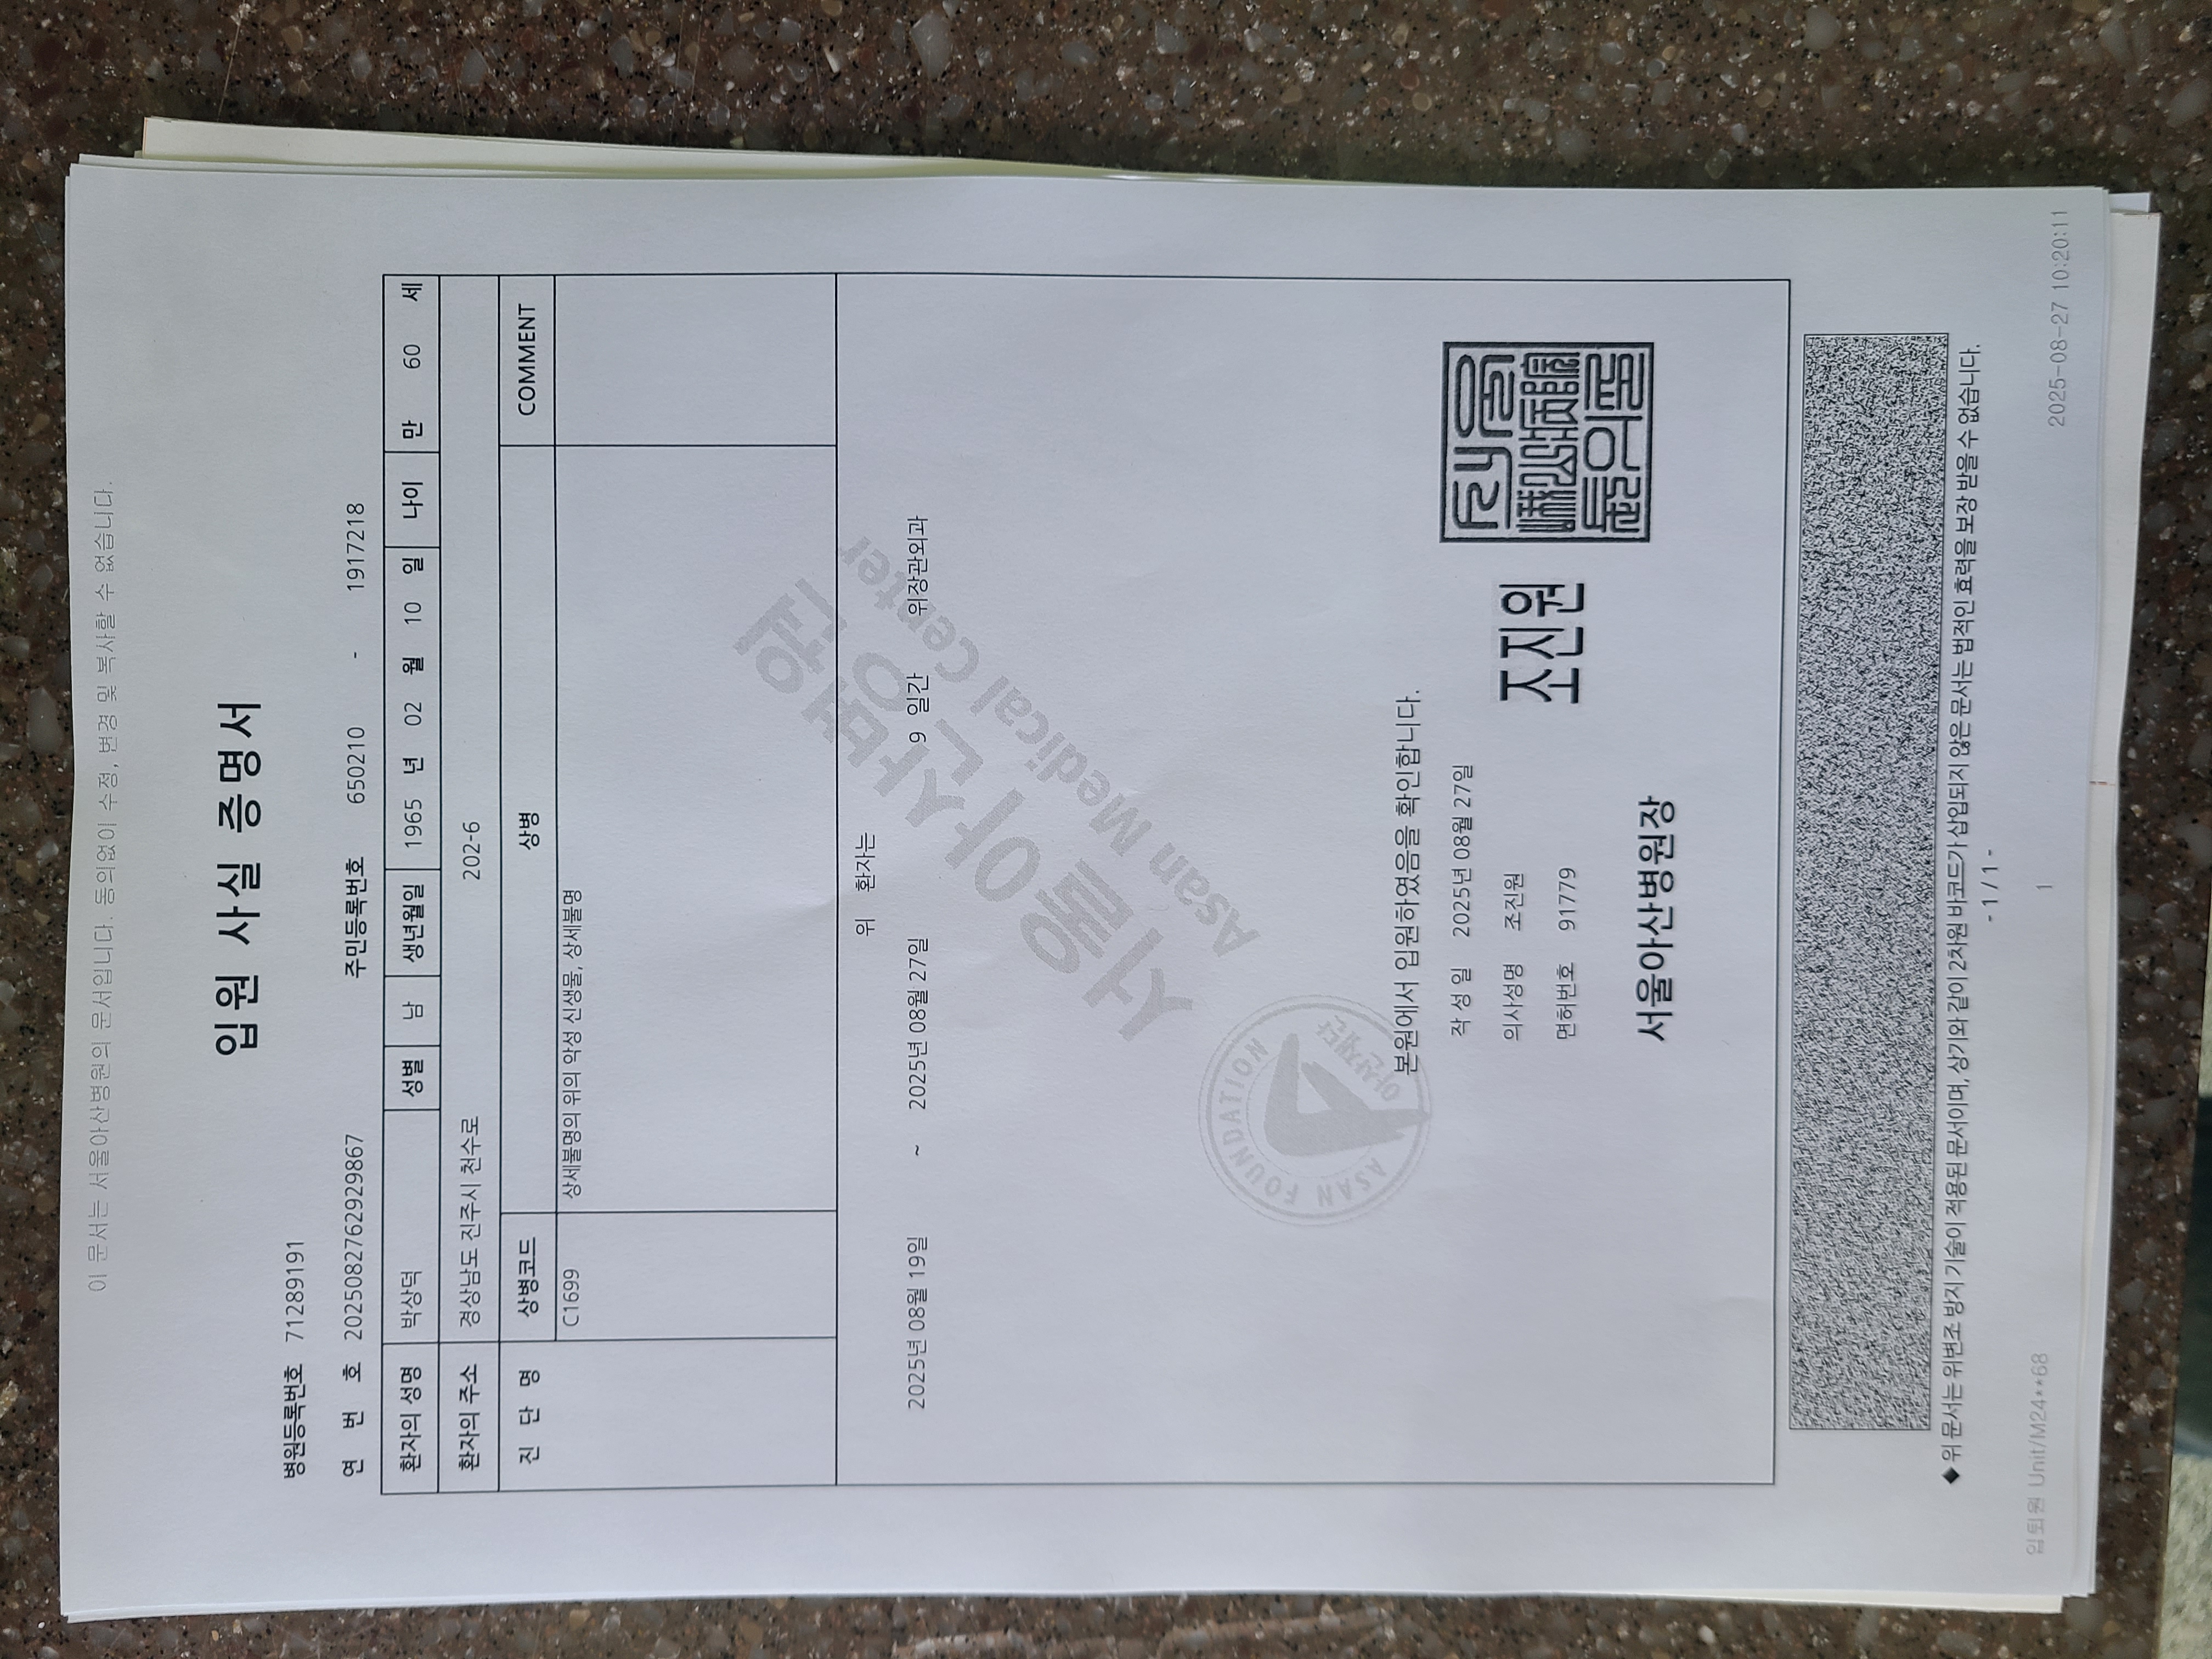 이 문서는 서울아산병원의 문서입니다. 동의없이 수정, 변경 및 복사할 수 없습니다.
입원 사실 증명서
병원등록번호 71289191
연 번 호 2025082762929867 주민등록번호 650210 - 1917218
환자의 성명 박상덕 성별 남 생년월일 1965 년 02 월 10 일 나이 만 60 세
환자의 주소 경상남도 진주시 천수로 202-6
진 단 명 상병코드 상병 COMMENT
C1699 상세불명의 위의 악성 신생물, 상세불명
위 환자는
2025년 08월 19일 ~ 2025년 08월 27일 9 일간 위장관외과
서울아산병원
Asan Medical Center
ASAN FOUNDATION 아산재단
본원에서 입원하였음을 확인합니다.
작 성 일 2025년 08월 27일
의사성명 조진원 조진원
면허번호 91779
서울아산병원장
◆위 문서는 위변조 방지 기술이 적용된 문서이며, 상기와 같이 2차원 바코드가 삽입되지 않은 문서는 법적인 효력을 보장 받을 수 없습니다.
- 1 / 1 -
입퇴원 Unit/M24**68 1 2025-08-27 10:20:11